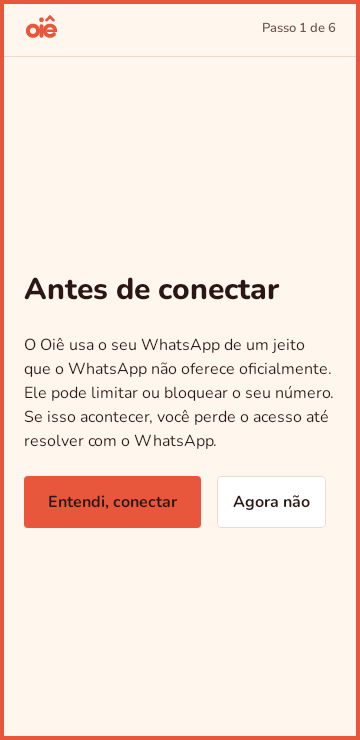 oiê
Passo 1 de 6
Antes de conectar
O Oiê usa o seu WhatsApp de um jeito
que o WhatsApp não oferece oficialmente.
Ele pode limitar ou bloquear o seu número.
Se isso acontecer, você perde o acesso até
resolver com o WhatsApp.
Entendi, conectar
Agora não